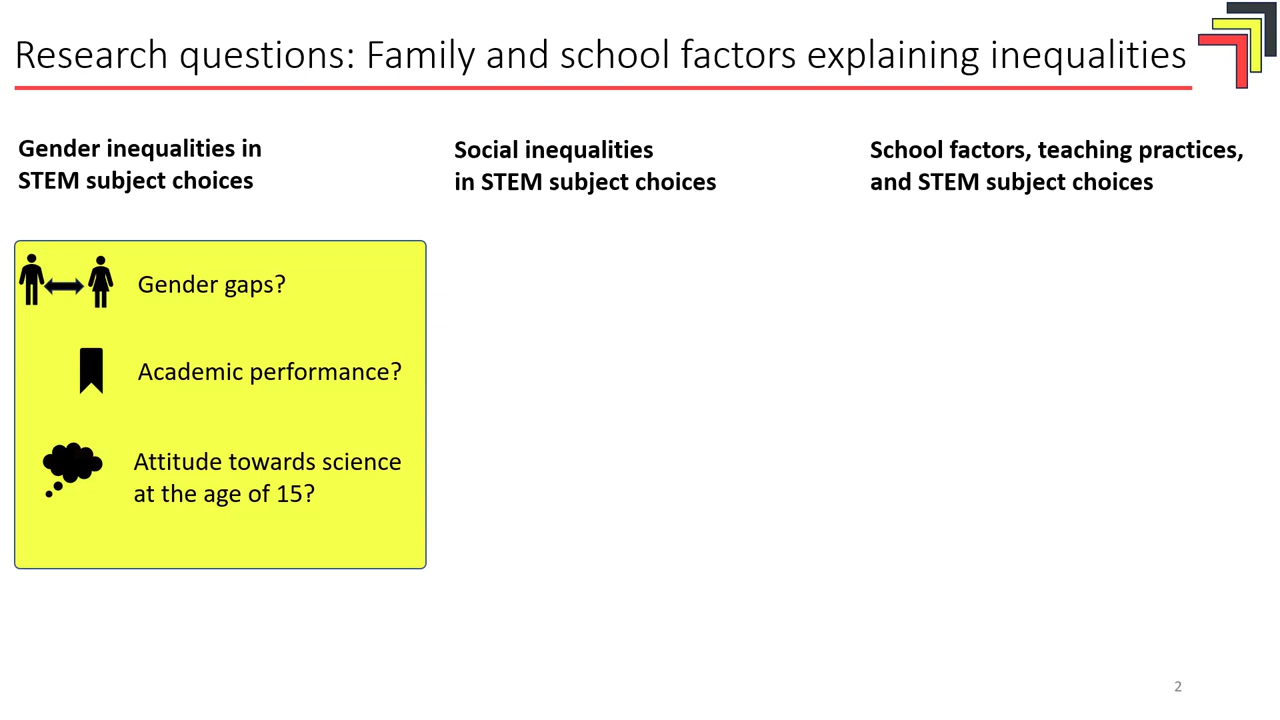 Research questions: Family and school factors explaining inequalities
Gender inequalities in
STEM subject choices
Social inequalities
in STEM subject choices
School factors, teaching practices,
and STEM subject choices
Gender gaps?
Academic performance?
Attitude towards science
at the age of 15?
2